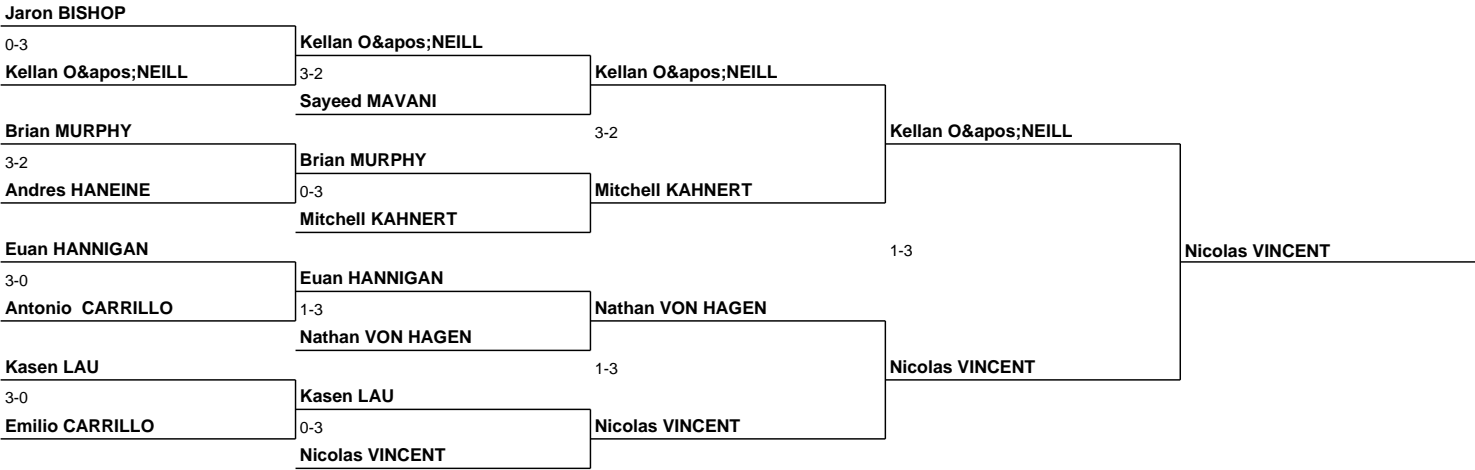 Jaron BISHOP
0-3
Kellan O&apos;NEILL
Kellan O&apos;NEILL
3-2
Sayeed MAVANI
Kellan O&apos;NEILL
Brian MURPHY
3-2
Andres HANEINE
Brian MURPHY
0-3
Mitchell KAHNERT
3-2
Mitchell KAHNERT
Kellan O&apos;NEILL
Euan HANNIGAN
3-0
Antonio  CARRILLO
Euan HANNIGAN
1-3
Nathan VON HAGEN
Nathan VON HAGEN
Kasen LAU
3-0
Emilio CARRILLO
Kasen LAU
0-3
Nicolas VINCENT
1-3
Nicolas VINCENT
Nicolas VINCENT
1-3
Nicolas VINCENT